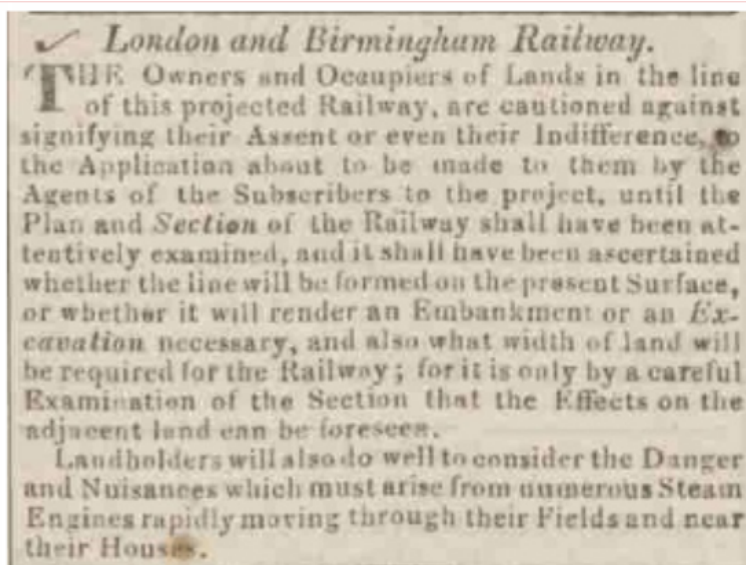 London and Birmingham Railway.
THE Owners and Occupiers of Lands in the line
of this projected Railway, are cautioned against
signifying their Assent or even their Indifference, to
the Application about to be made to them by the
Agents of the Subscribers to the project, until the
Plan and Section of the Railway shall have been at-
tentively examined, and it shall have been ascertained
whether the line will be formed on the present Surface,
or whether it will render an Embankment or an Ex-
cavation necessary, and also what width of land will
be required for the Railway; for it is only by a careful
Examination of the Section that the Effects on the
adjacent land can be foreseen.
Landholders will also do well to consider the Danger
and Nuisances which must arise from numerous Steam
Engines rapidly moving through their Fields and near
their Houses.